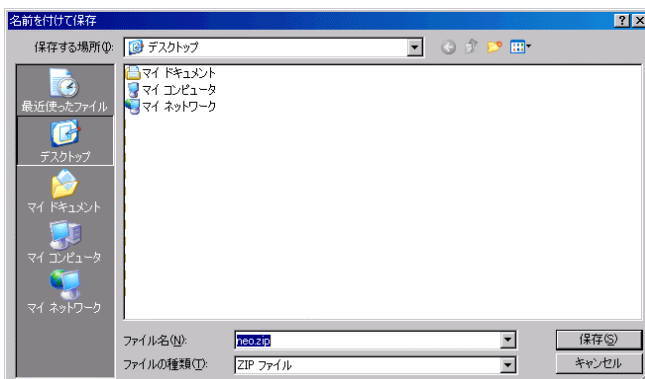 名前を付けて保存
保存する場所(I):
デスクトップ
最近使ったファイル
デスクトップ
マイ ドキュメント
マイ コンピュータ
マイ ネットワーク
マイ ドキュメント
マイ コンピュータ
マイ ネットワーク
ファイル名(N):
neo.zip
保存(S)
ファイルの種類(T):
ZIP ファイル
キャンセル